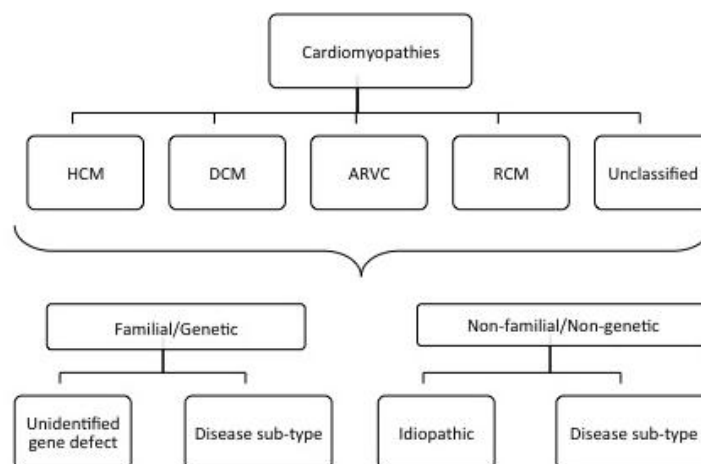 Cardiomyopathies
HCM
DCM
ARVC
RCM
Unclassified
Familial/Genetic
Non-familial/Non-genetic
Unidentified
gene defect
Disease sub-type
Idiopathic
Disease sub-type